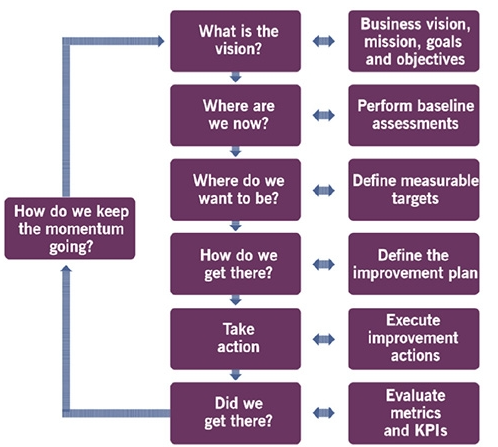 What is the
vision?
Business vision,
mission, goals
and objectives
Where are
we now?
Perform baseline
assessments
Where do we
want to be?
Define measurable
targets
How do we keep
the momentum
going?
How do we
get there?
Define the
improvement plan
Take
action
Execute
improvement
actions
Did we
get there?
Evaluate
metrics
and KPIs